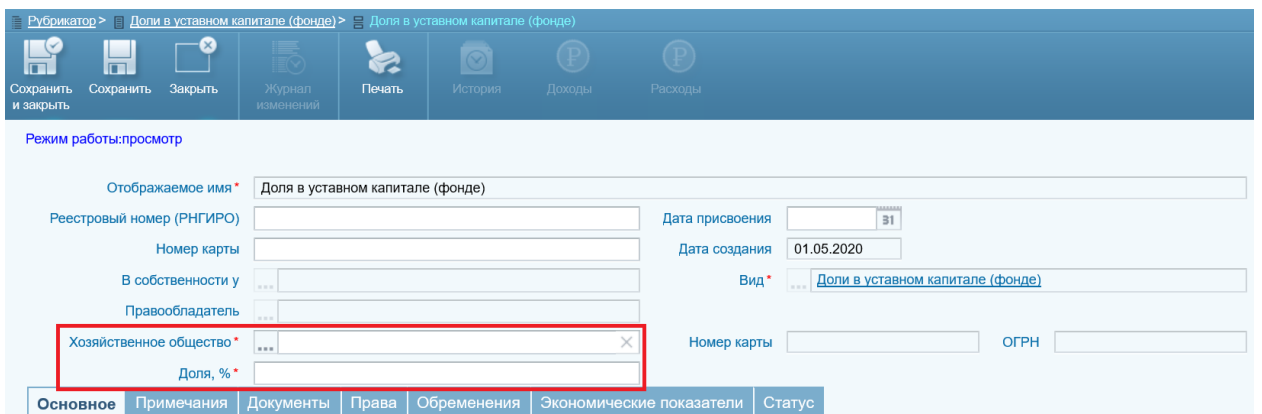 Рубрикатор > Доли в уставном капитале (фонде) > Доля в уставном капитале (фонде)
Сохранить и закрыть Сохранить Закрыть Журнал изменений Печать История Доходы Расходы
Режим работы:просмотр
Отображаемое имя * Доля в уставном капитале (фонде)
Реестровый номер (РНГИРО) Дата присвоения 31
Номер карты Дата создания 01.05.2020
В собственности у ... Вид * ... Доли в уставном капитале (фонде)
Правообладатель ...
Хозяйственное общество * ... Номер карты ОГРН
Доля, % *
Основное Примечания Документы Права Обременения Экономические показатели Статус